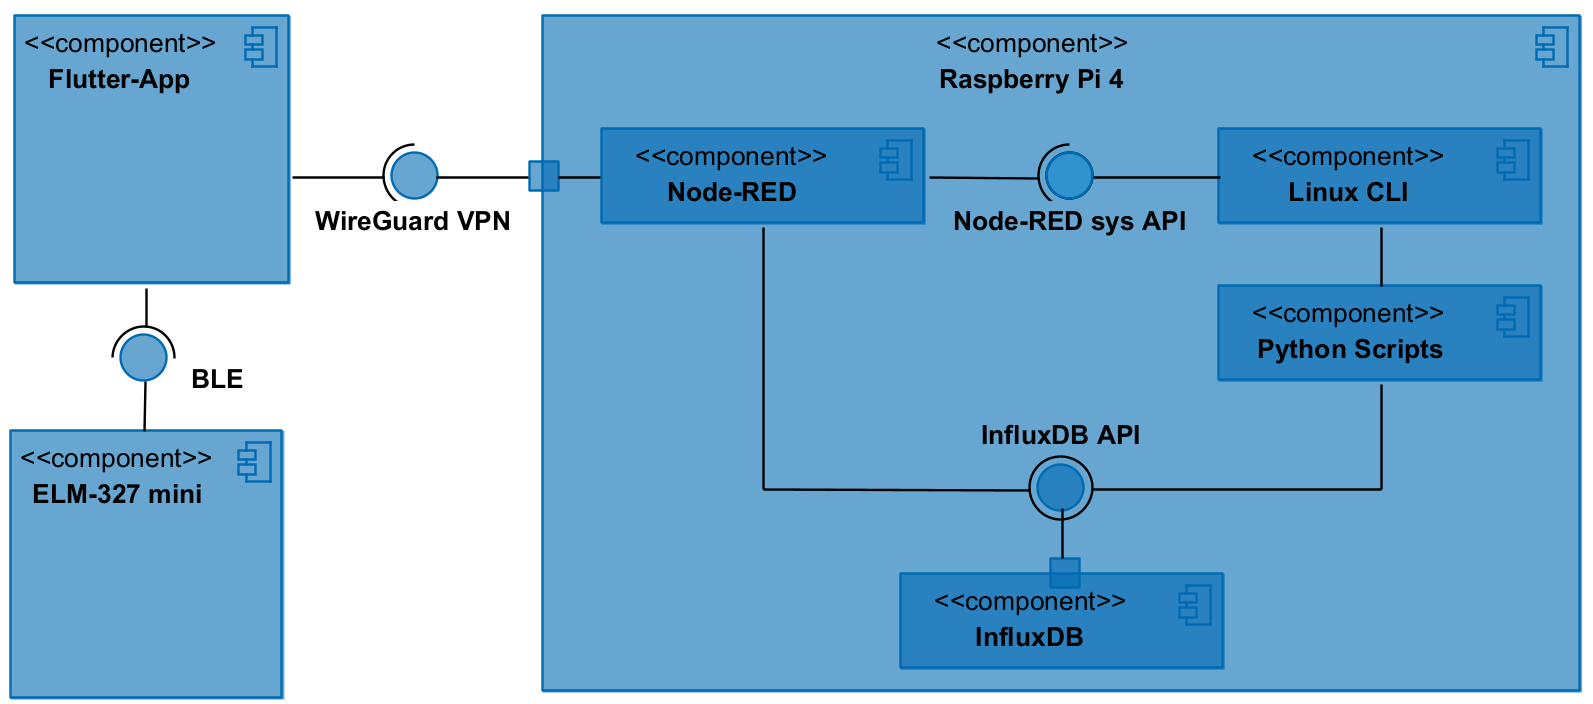 <<component>>
Flutter-App
<<component>>
Raspberry Pi 4
<<component>>
Node-RED
<<component>>
Linux CLI
WireGuard VPN
Node-RED sys API
<<component>>
Python Scripts
BLE
InfluxDB API
<<component>>
ELM-327 mini
<<component>>
InfluxDB